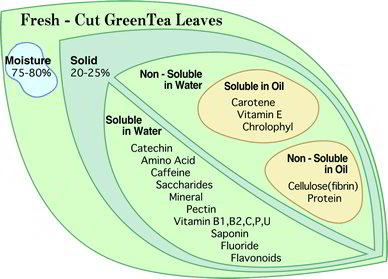 Fresh - Cut GreenTea Leaves
Moisture
75-80%
Solid
20-25%
Non - Soluble
in Water
Soluble in Oil
Carotene
Vitamin E
Chrolophyl
Soluble
in Water
Catechin
Amino Acid
Caffeine
Saccharides
Mineral
Pectin
Vitamin B1,B2,C,P,U
Saponin
Fluoride
Flavonoids
Non - Soluble
in Oil
Cellulose(fibrin)
Protein